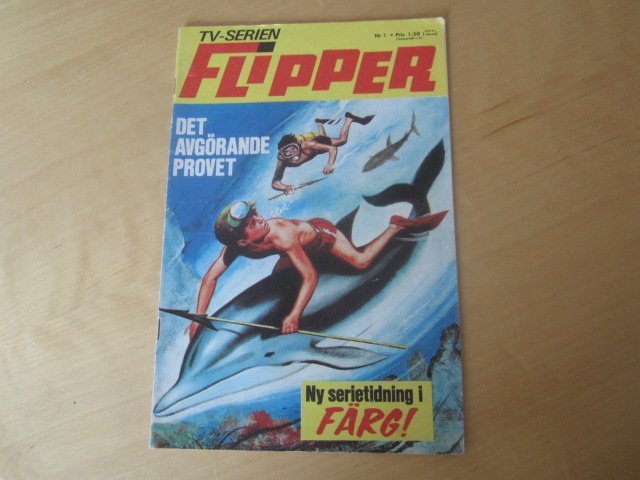 TV-SERIEN
Nr 1 • Pris 1:50
FLIPPER
DET
AVGÖRANDE
PROVET
Ny serietidning i
FÄRG!